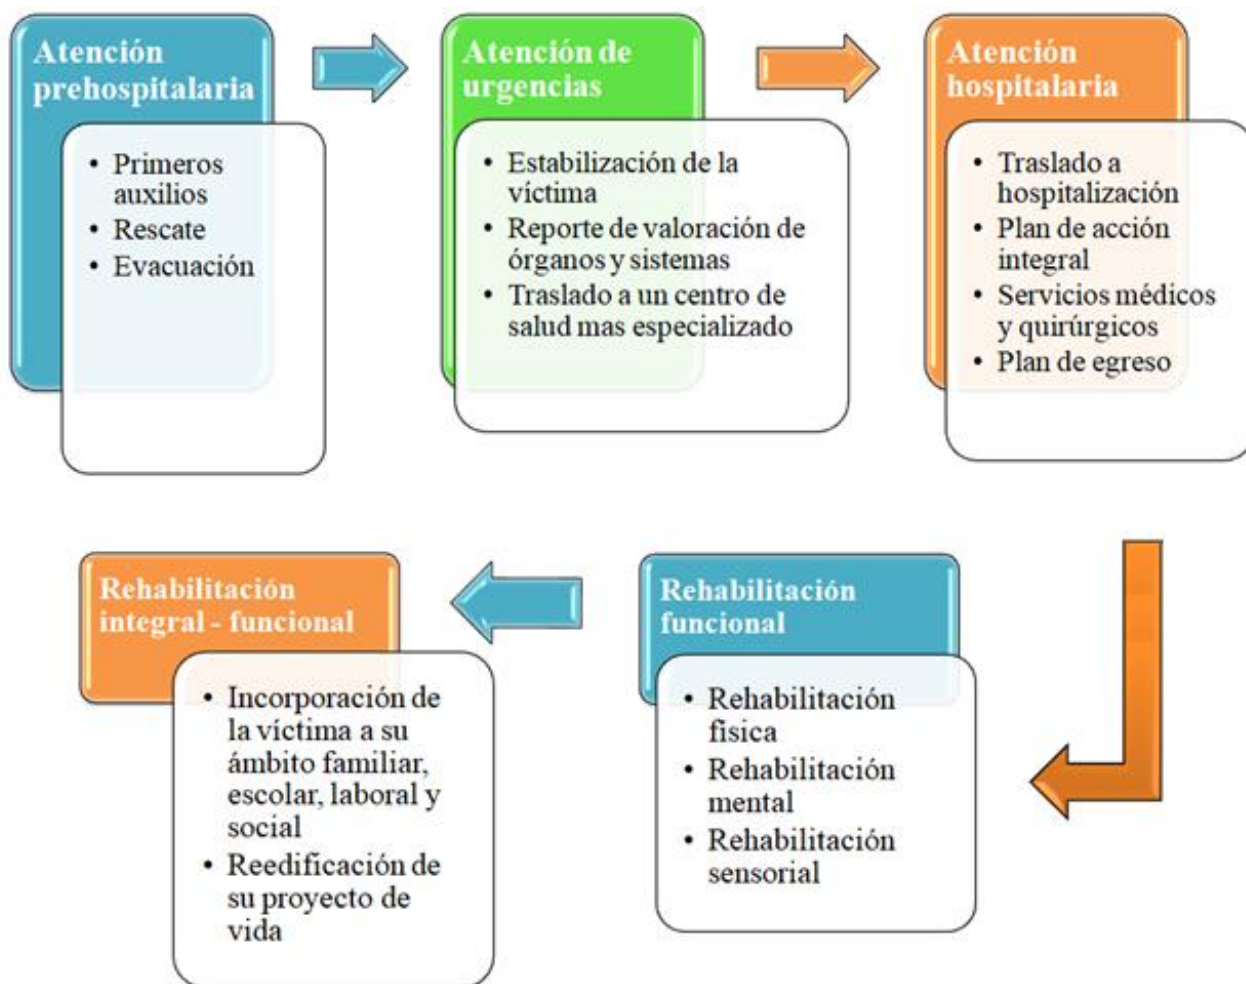 Atención
prehospitalaria
• Primeros
auxilios
• Rescate
• Evacuación
Atención de
urgencias
• Estabilización de la
víctima
• Reporte de valoración de
órganos y sistemas
• Traslado a un centro de
salud mas especializado
Atención
hospitalaria
• Traslado a
hospitalización
• Plan de acción
integral
• Servicios médicos
y quirúrgicos
• Plan de egreso
Rehabilitación
funcional
• Rehabilitación
física
• Rehabilitación
mental
• Rehabilitación
sensorial
Rehabilitación
integral - funcional
• Incorporación de
la víctima a su
ámbito familiar,
escolar, laboral y
social
• Reedificación de
su proyecto de
vida